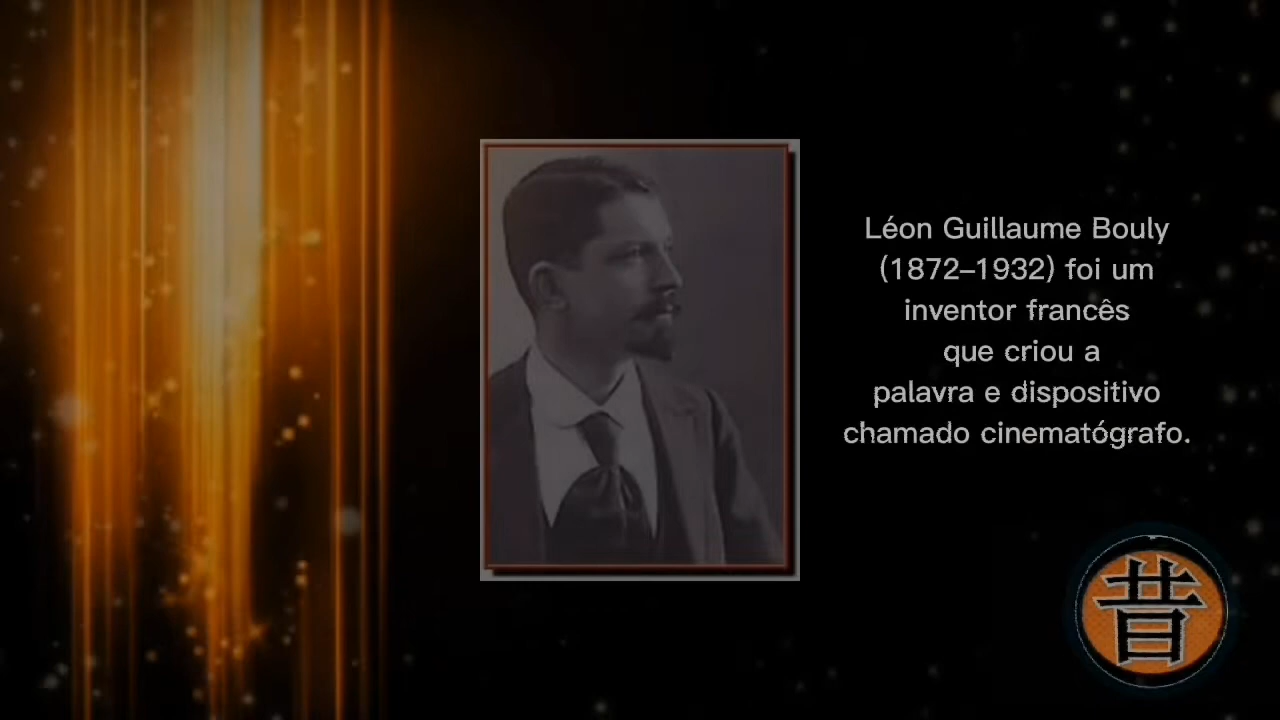 Léon Guillaume Bouly
(1872–1932) foi um
inventor francês
que criou a
palavra e dispositivo
chamado cinematógrafo.
昔